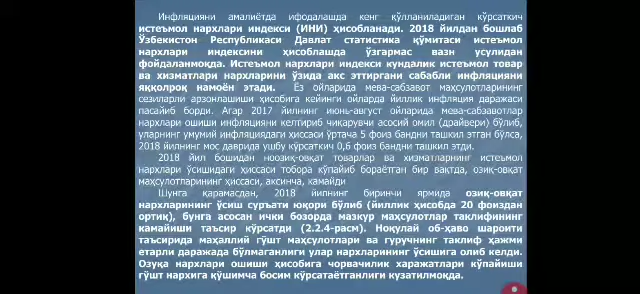 Инфляцияни амалиётда ифодалашда кенг қўлланиладиган кўрсаткич
истеъмол нархлари индекси (ИНИ) ҳисобланади. 2018 йилдан бошлаб
Ўзбекистон Республикаси Давлат статистика қўмитаси истеъмол
нархлари индексини ҳисоблашда ўзгармас вазн усулидан
фойдаланмоқда. Истеъмол нархлари индекси кундалик истеъмол товар
ва хизматлари нархларини ўзида акс эттиргани сабабли инфляцияни
яққолроқ намоён этади. Ёз ойларида мева-сабзавот маҳсулотларининг
сезиларли арзонлашиши ҳисобига кейинги ойларда йиллик инфляция даражаси
пасайиб борди. Агар 2017 йилнинг июнь-август ойларида мева-сабзавотлар
нархлари ошиши инфляцияни келтириб чиқарувчи асосий омил (драйвери) бўлиб,
уларнинг умумий инфляциядаги ҳиссаси ўртача 5 фоиз бандни ташкил этган бўлса,
2018 йилнинг мос даврида ушбу кўрсаткич 0,6 фоиз бандни ташкил этди.
2018 йил бошидан ноозиқ-овқат товарлар ва хизматларнинг истеъмол
нархлари ўсишидаги ҳиссаси тобора кўпайиб бораётган бир вақтда, озиқ-овқат
маҳсулотларининг ҳиссаси, аксинча, камайди
Шунга қарамасдан, 2018 йилнинг биринчи ярмида озиқ-овқат
нархларининг ўсиш суръати юқори бўлиб (йиллик ҳисобда 20 фоиздан
ортиқ), бунга асосан ички бозорда мазкур маҳсулотлар таклифининг
камайиши таъсир кўрсатди (2.2.4-расм). Ноқулай об-ҳаво шароити
таъсирида маҳаллий гўшт маҳсулотлари ва гуручнинг таклиф ҳажми
етарли даражада бўлмаганлиги улар нархларининг ўсишига олиб келди.
Озуқа нархлари ошиши ҳисобига чорвачилик харажатлари кўпайиши
гўшт нархига қўшимча босим кўрсатаётганлиги кузатилмоқда.